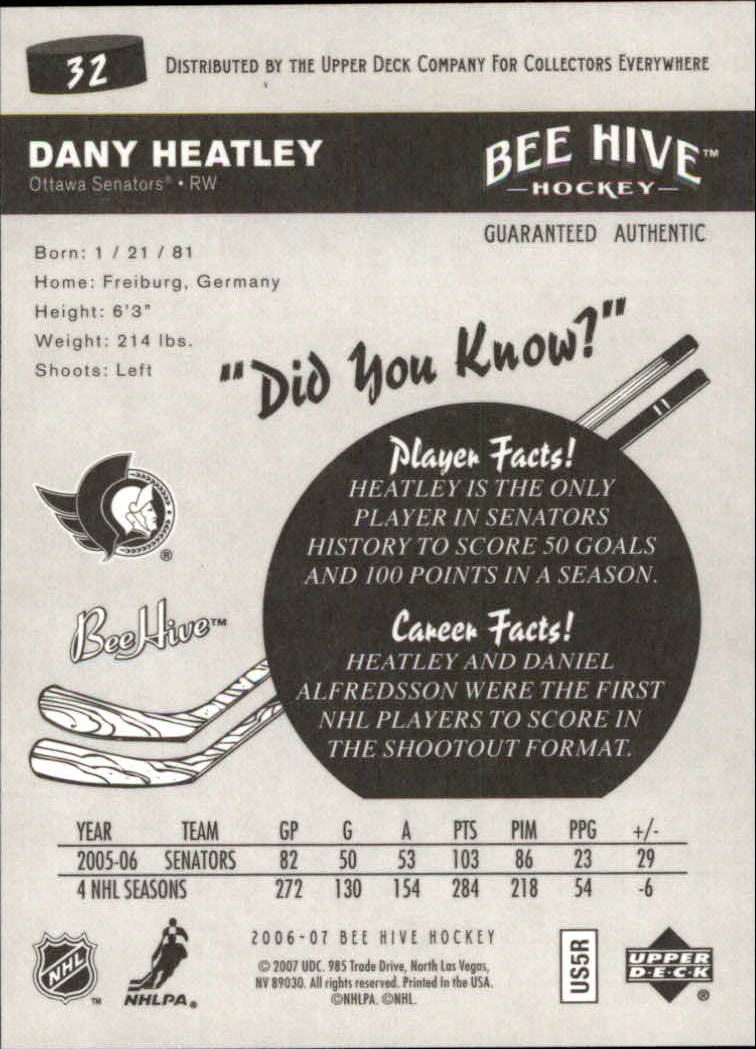 32
DISTRIBUTED BY THE UPPER DECK COMPANY FOR COLLECTORS EVERYWHERE
DANY HEATLEY
Ottawa Senators® • RW
BEE HIVE™
HOCKEY
GUARANTEED AUTHENTIC
Born: 1 / 21 / 81
Home: Freiburg, Germany
Height: 6'3"
Weight: 214 lbs.
Shoots: Left
"Did You Know?"
Player Facts!
HEATLEY IS THE ONLY
PLAYER IN SENATORS
HISTORY TO SCORE 50 GOALS
AND 100 POINTS IN A SEASON.
®
BeeHive™
Career Facts!
HEATLEY AND DANIEL
ALFREDSSON WERE THE FIRST
NHL PLAYERS TO SCORE IN
THE SHOOTOUT FORMAT.
YEAR TEAM GP G A PTS PIM PPG +/-
2005-06 SENATORS 82 50 53 103 86 23 29
4 NHL SEASONS 272 130 154 284 218 54 -6
NHL ™
NHLPA®
2006-07 BEE HIVE HOCKEY
© 2007 UDC. 985 Trade Drive, North Las Vegas,
NV 89030. All rights reserved. Printed In the USA.
©NHLPA. ©NHL.
US5R
UPPER
D·E·C·K
®